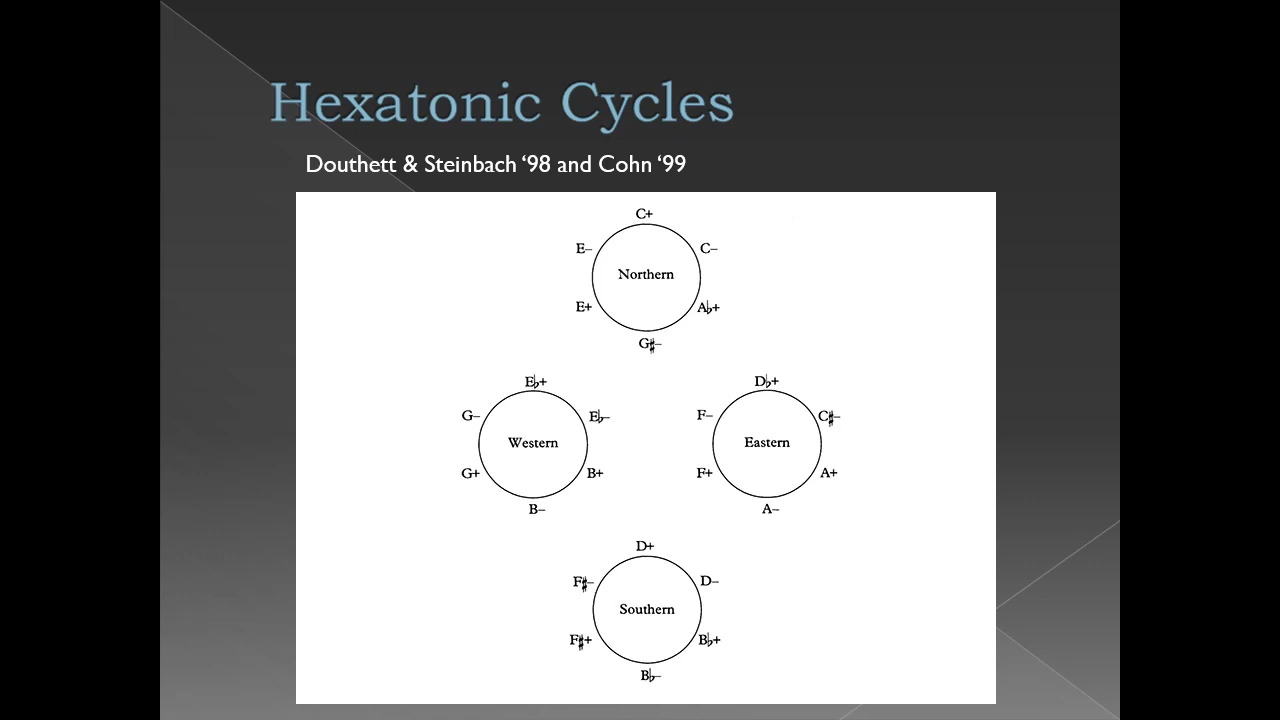 Hexatonic Cycles
Douthett & Steinbach ‘98 and Cohn ‘99
C+
E– C–
Northern
E+ A♭+
G♯–
E♭+ D♭+
G– E♭– F– C♯–
Western Eastern
G+ B+ F+ A+
B– A–
D+
F♯– D–
Southern
F♯+ B♭+
B♭–